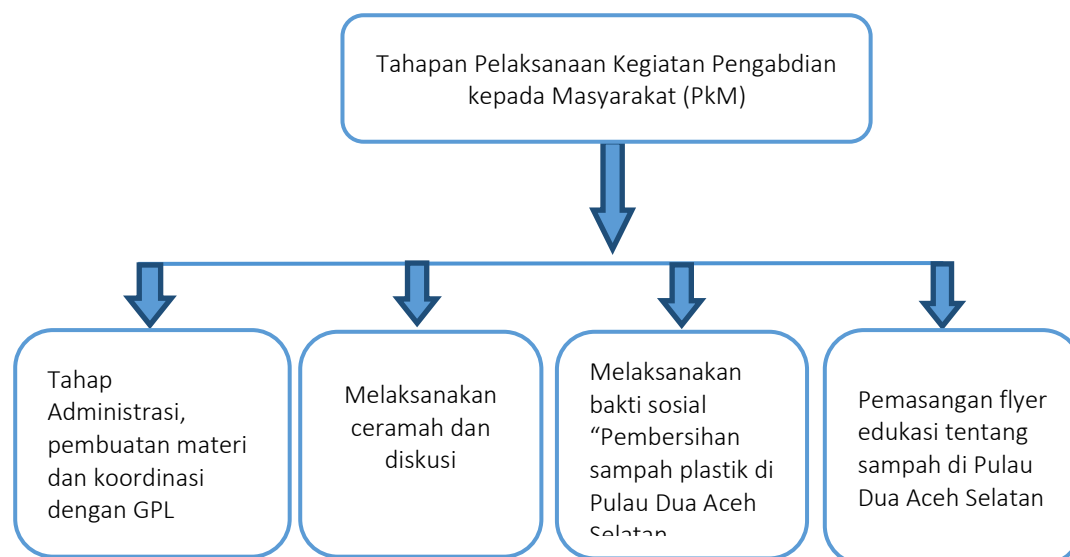 Tahapan Pelaksanaan Kegiatan Pengabdian
kepada Masyarakat (PkM)
Tahap
Administrasi,
pembuatan materi
dan koordinasi
dengan GPL
Melaksanakan
ceramah dan
diskusi
Melaksanakan
bakti sosial
“Pembersihan
sampah plastik di
Pulau Dua Aceh
Selatan
Pemasangan flyer
edukasi tentang
sampah di Pulau
Dua Aceh Selatan